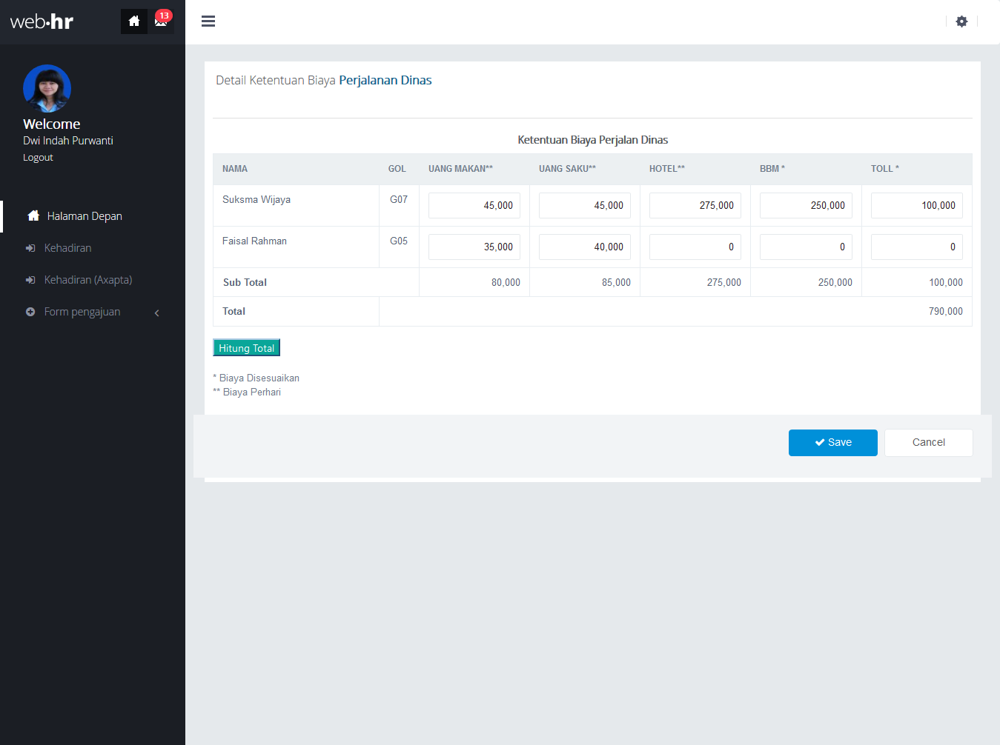 web·hr
13
Welcome
Dwi Indah Purwanti
Logout
Halaman Depan
Kehadiran
Kehadiran (Axapta)
Form pengajuan
Detail Ketentuan Biaya Perjalanan Dinas
Ketentuan Biaya Perjalan Dinas
NAMA GOL UANG MAKAN** UANG SAKU** HOTEL** BBM * TOLL *
Suksma Wijaya G07 45,000 45,000 275,000 250,000 100,000
Faisal Rahman G05 35,000 40,000 0 0 0
Sub Total 80,000 85,000 275,000 250,000 100,000
Total 790,000
Hitung Total
* Biaya Disesuaikan
** Biaya Perhari
Save Cancel